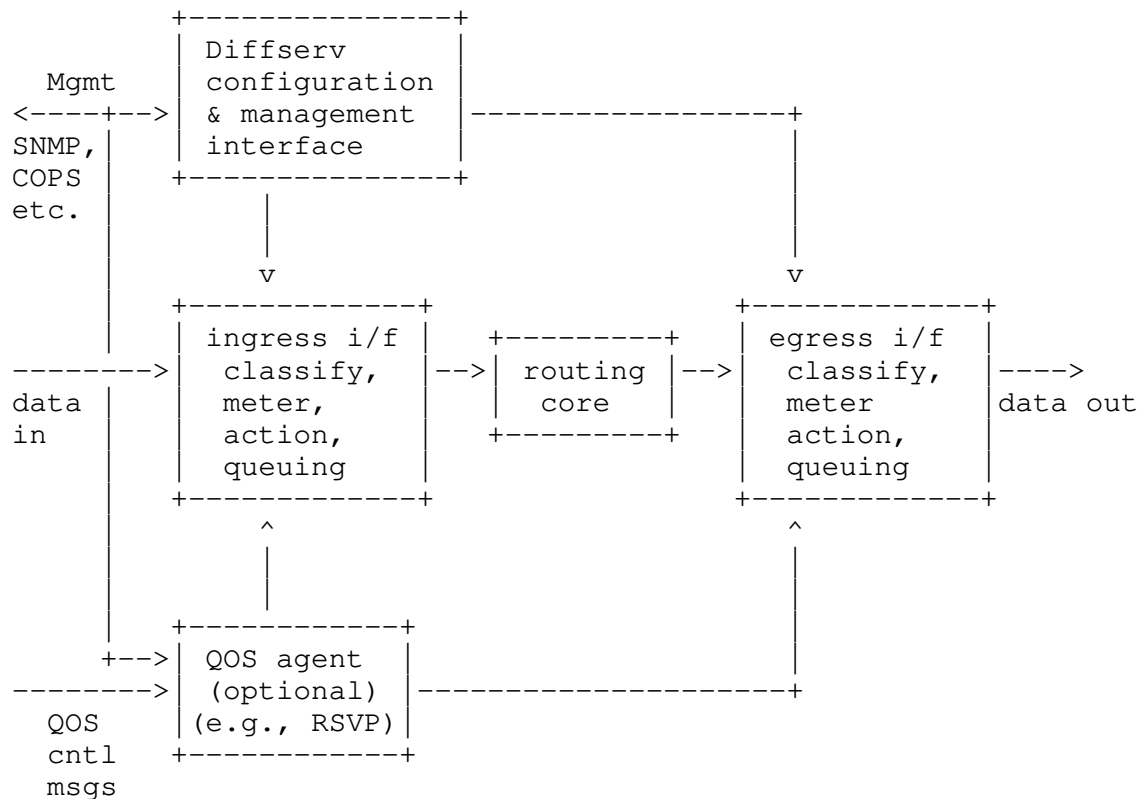 Diffserv
Mgmt configuration
& management
SNMP, interface
COPS
etc.
ingress i/f egress i/f
classify, routing classify,
data meter, core meter data out
in action, action,
queuing queuing
QOS agent
(optional)
QOS (e.g., RSVP)
cntl
msgs